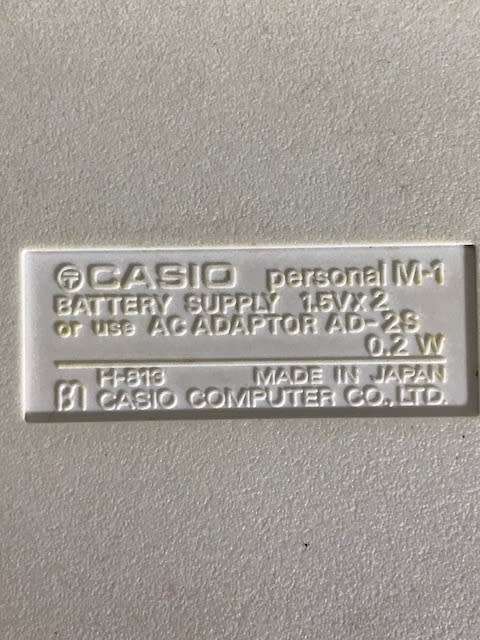 〒 CASIO personal M-1
BATTERY SUPPLY 1.5V×2
or use AC ADAPTOR AD-2S
0.2 W
H-813 MADE IN JAPAN
CASIO COMPUTER CO., LTD.